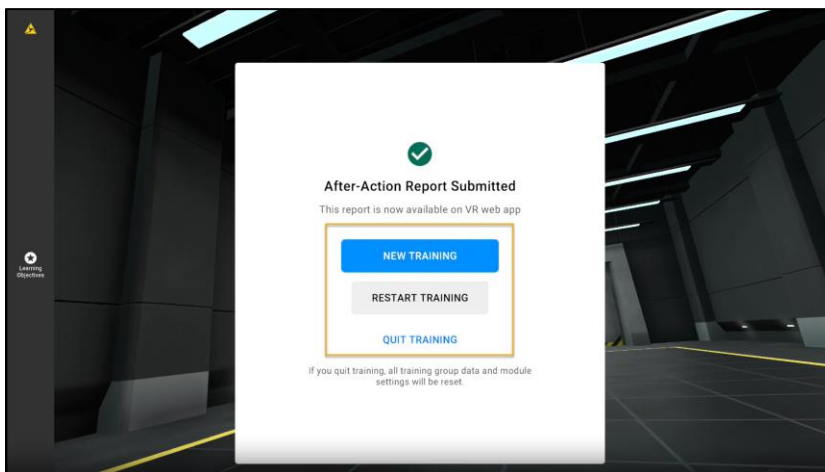 After-Action Report Submitted
This report is now available on VR web app
NEW TRAINING
RESTART TRAINING
QUIT TRAINING
If you quit training, all training group data and module
settings will be reset.
Learning
Objectives